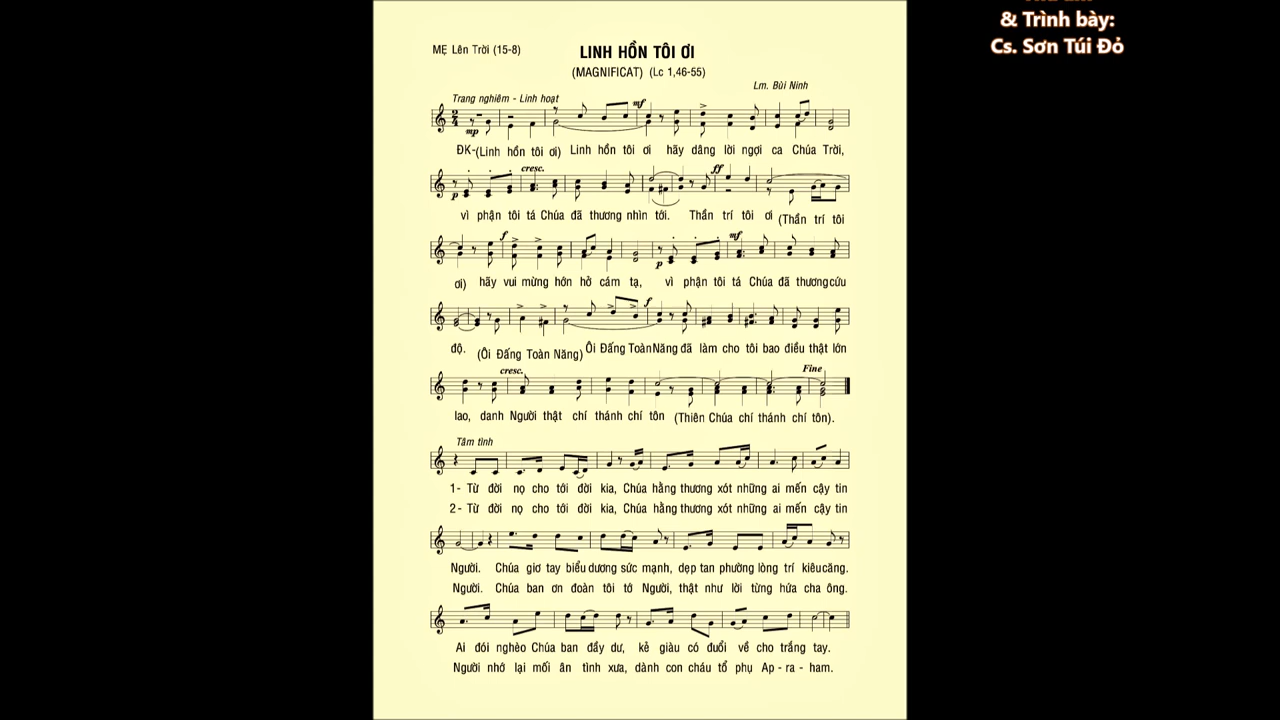 & Trình bày:
Cs. Sơn Túi Đỏ
MẸ Lên Trời (15-8)
LINH HỒN TÔI ƠI
(MAGNIFICAT) (Lc 1,46-55)
Lm. Bùi Ninh
Trang nghiêm - Linh hoạt
mf
mp
ĐK-(Linh hồn tôi ơi) Linh hồn tôi ơi hãy dâng lời ngợi ca Chúa Trời,
cresc.
ff
p
vì phận tôi tá Chúa đã thương nhìn tới. Thần trí tôi ơi (Thần trí tôi
f
mf
p
ơi) hãy vui mừng hớn hở cám tạ, vì phận tôi tá Chúa đã thương cứu
f
độ. (Ôi Đấng Toàn Năng) Ôi Đấng Toàn Năng đã làm cho tôi bao điều thật lớn
cresc.
Fine
lao, danh Người thật chí thánh chí tôn (Thiên Chúa chí thánh chí tôn).
Tâm tình
1- Từ đời nọ cho tới đời kia, Chúa hằng thương xót những ai mến cậy tin
2- Từ đời nọ cho tới đời kia, Chúa hằng thương xót những ai mến cậy tin
Người. Chúa giơ tay biểu dương sức mạnh, dẹp tan phường lòng trí kiêu căng.
Người. Chúa ban ơn đoàn tôi tớ Người, thật như lời từng hứa cha ông.
Ai đói nghèo Chúa ban đầy dư, kẻ giàu có đuổi về cho trắng tay.
Người nhớ lại mối ân tình xưa, dành con cháu tổ phụ Ap - ra - ham.